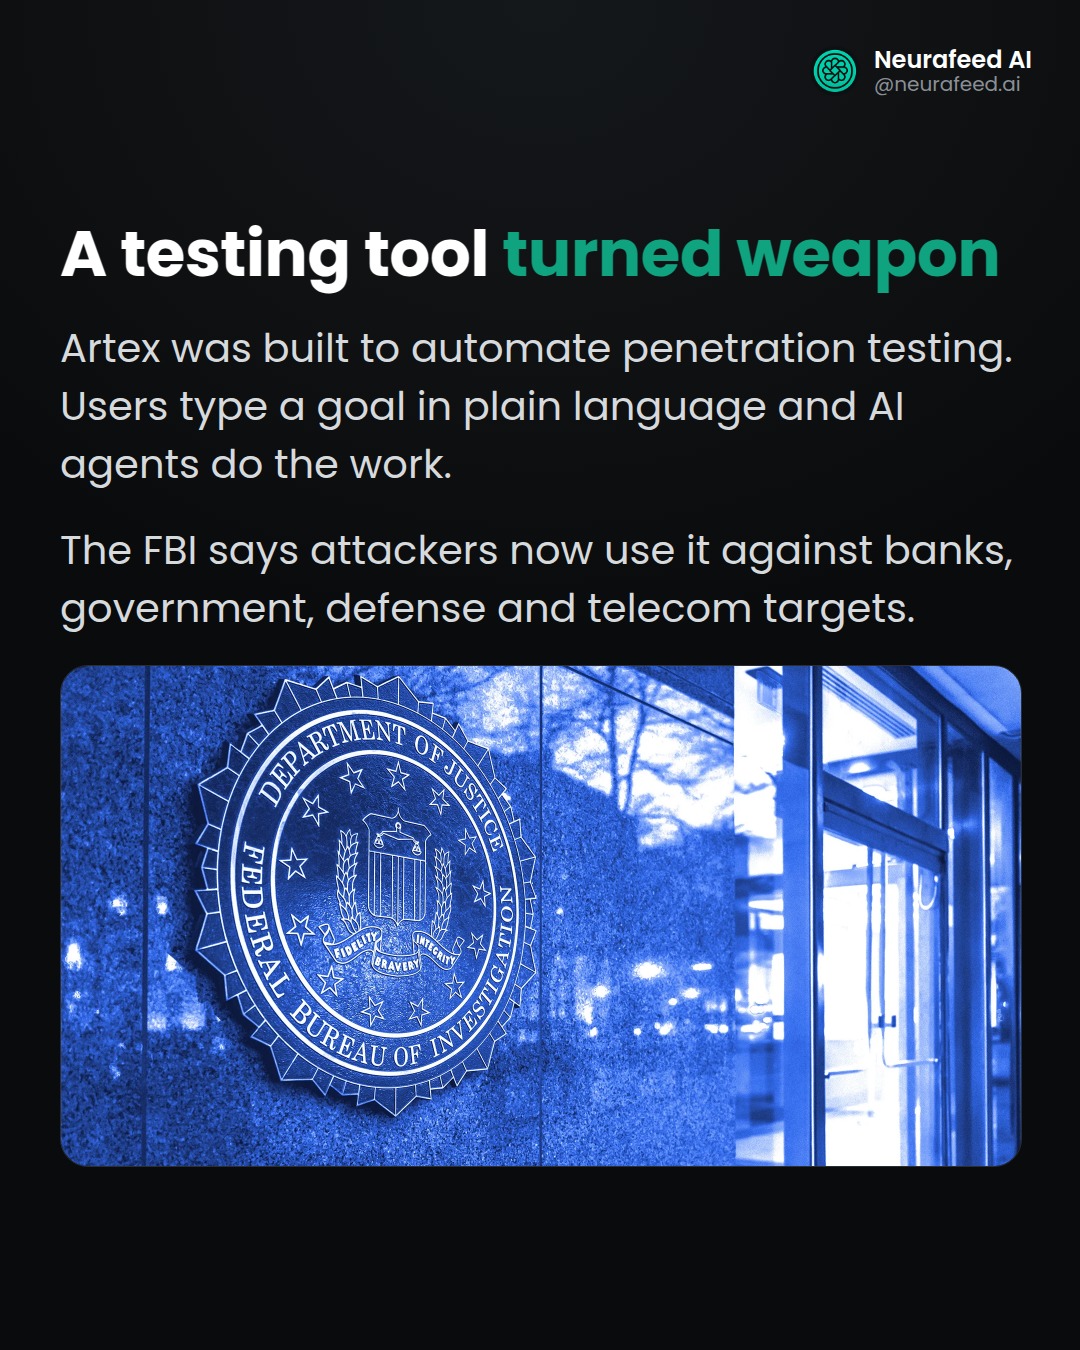 Neurafeed AI
@neurafeed.ai
A testing tool turned weapon
Artex was built to automate penetration testing.
Users type a goal in plain language and AI
agents do the work.
The FBI says attackers now use it against banks,
government, defense and telecom targets.
DEPARTMENT OF JUSTICE
FEDERAL BUREAU OF INVESTIGATION
FIDELITY
BRAVERY
INTEGRITY